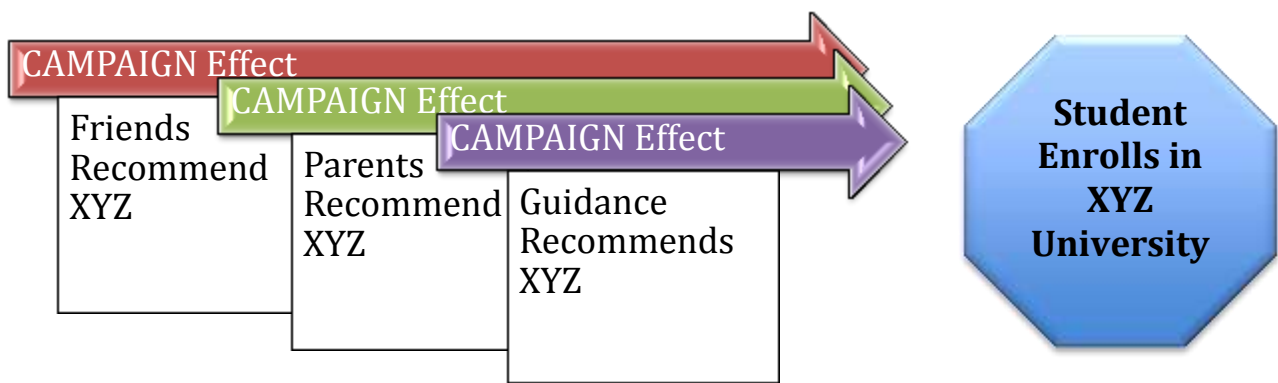 CAMPAIGN Effect
Friends
Recommend
XYZ
CAMPAIGN Effect
Parents
Recommend
XYZ
CAMPAIGN Effect
Guidance
Recommends
XYZ
Student
Enrolls in
XYZ
University